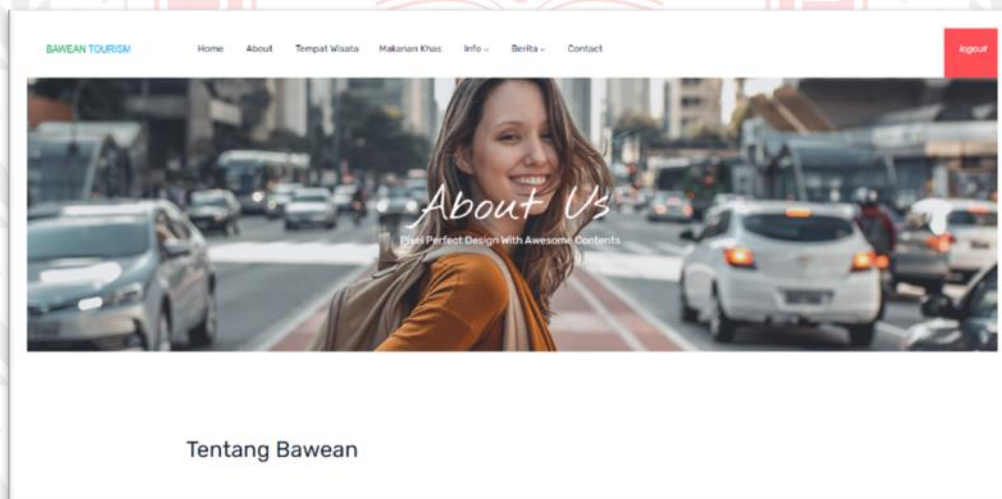 BAWEAN TOURISM Home About Tempat Wisata Makanan Khas Info Berita Contact logout
About Us
Pixel Perfect Design With Awesome Contents
Tentang Bawean